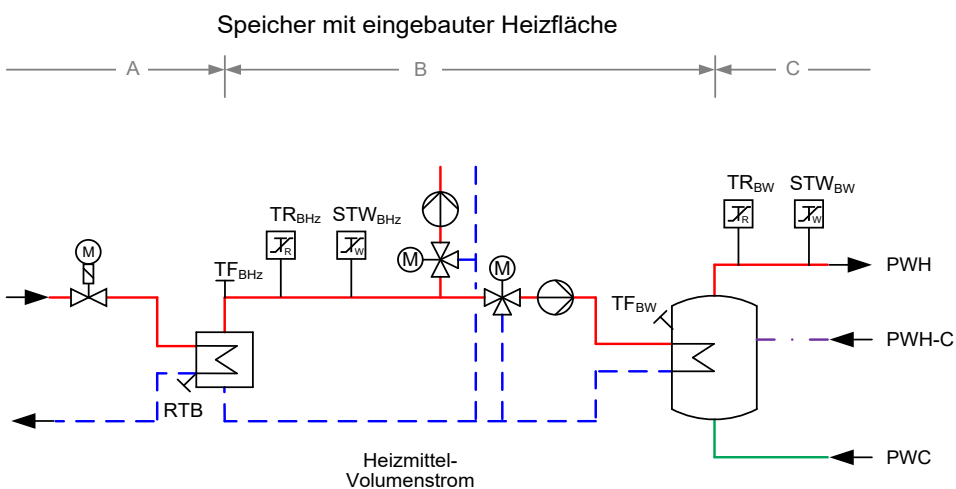 Speicher mit eingebauter Heizfläche
A
B
C
TR_BW STW_BW
TR_BHz STW_BHz
R W
M
R W
TF_BHz
M
M
PWH
TF_BW
PWH-C
RTB
Heizmittel-
Volumenstrom
PWC